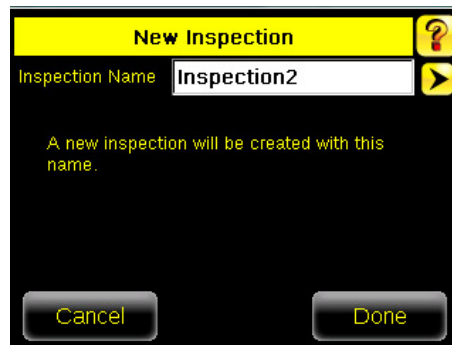 New Inspection ?
Inspection Name Inspection2
A new inspection will be created with this
name.
Cancel Done